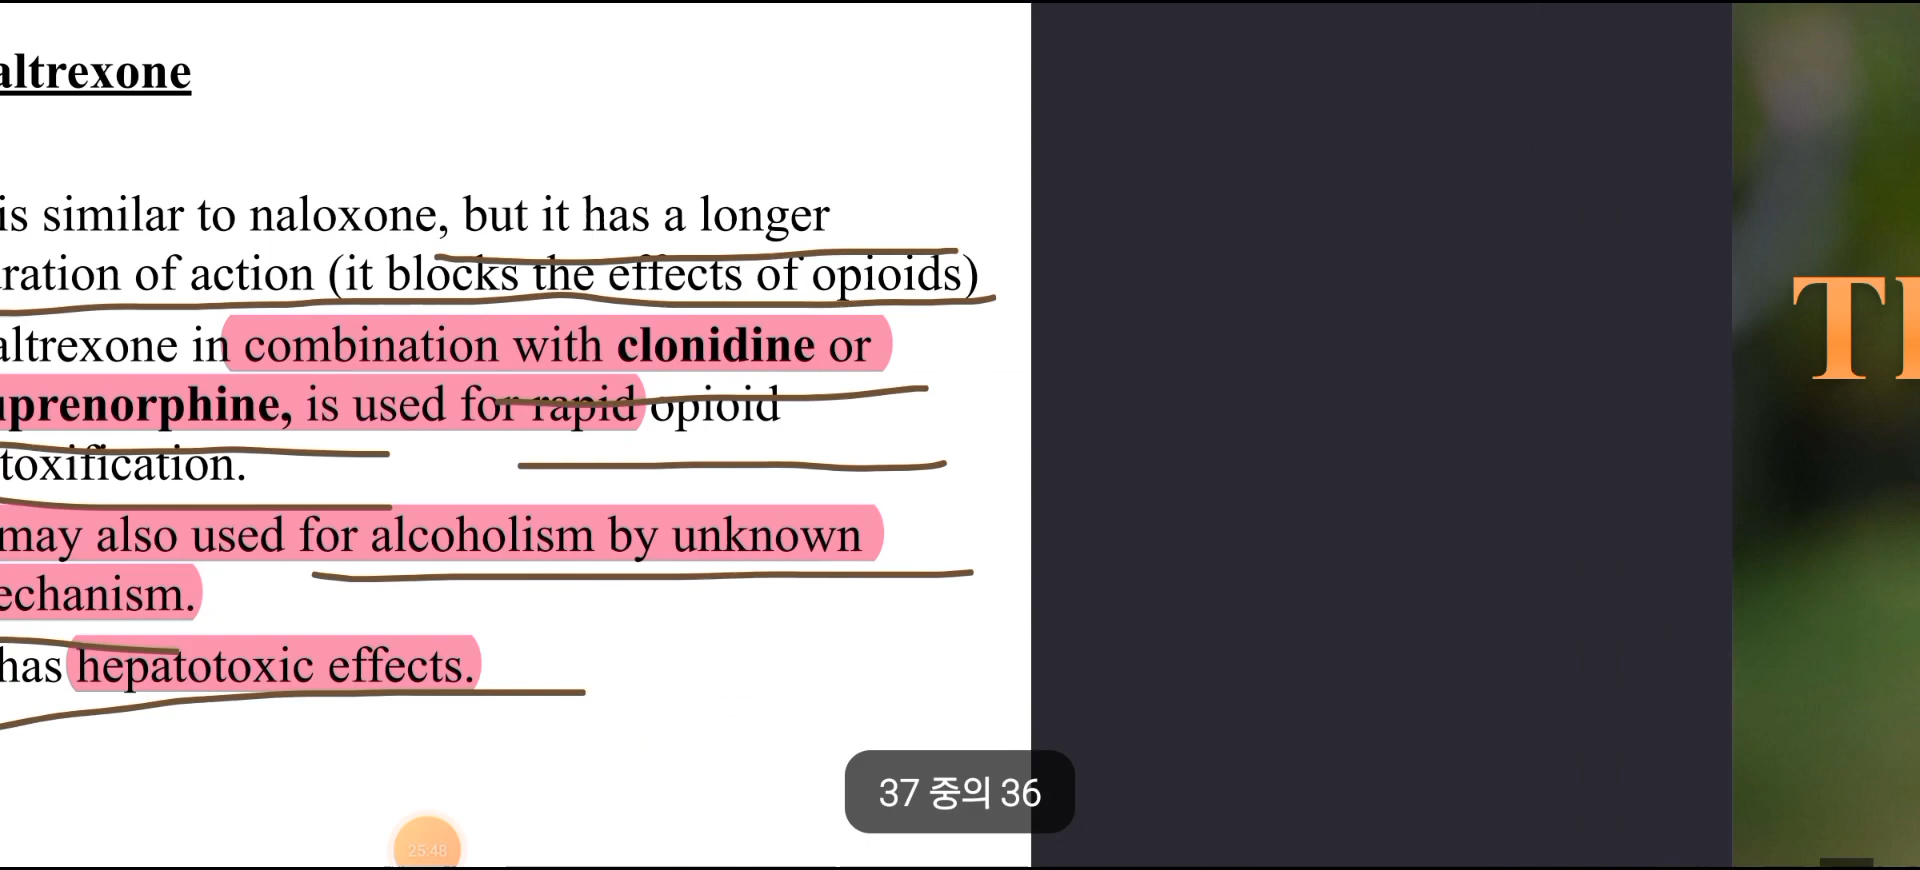 altrexone
is similar to naloxone, but it has a longer
ration of action (it blocks the effects of opioids)
altrexone in combination with clonidine or
uprenorphine, is used for rapid opioid
toxification.
may also used for alcoholism by unknown
echanism.
has hepatotoxic effects.
T
37 중의 36
25:48